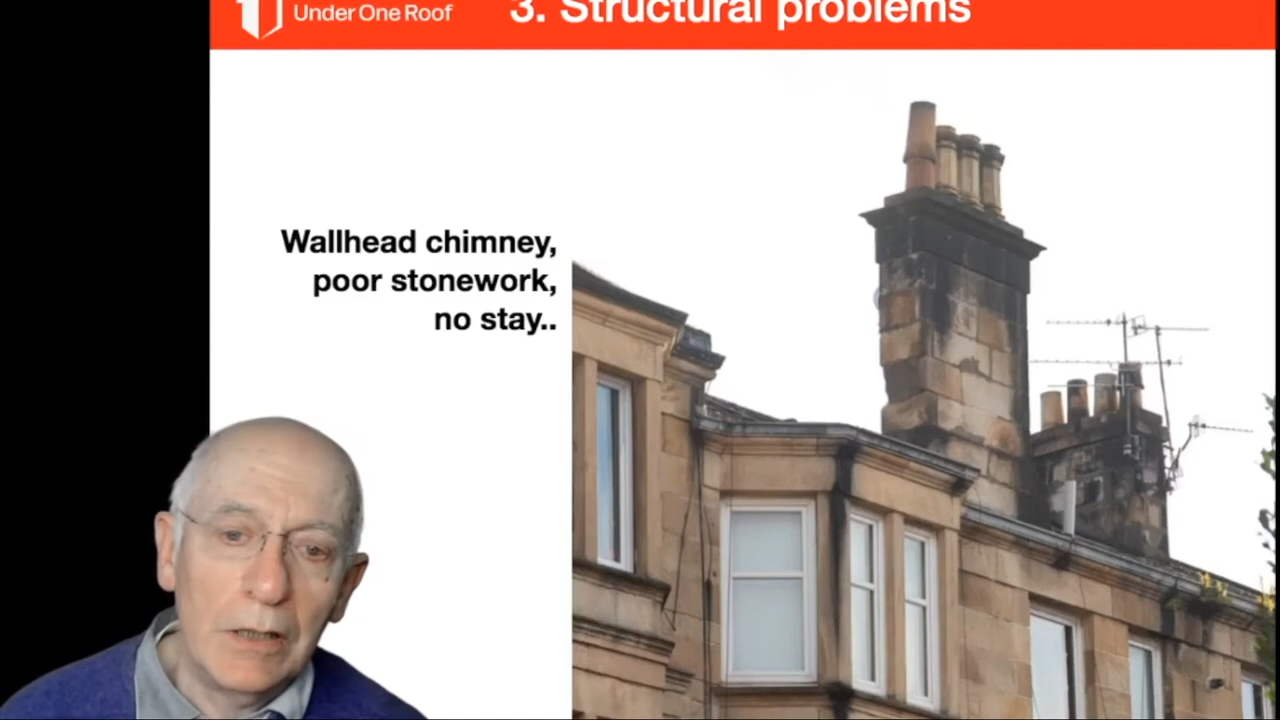 Under One Roof
3. Structural problems
Wallhead chimney,
poor stonework,
no stay..